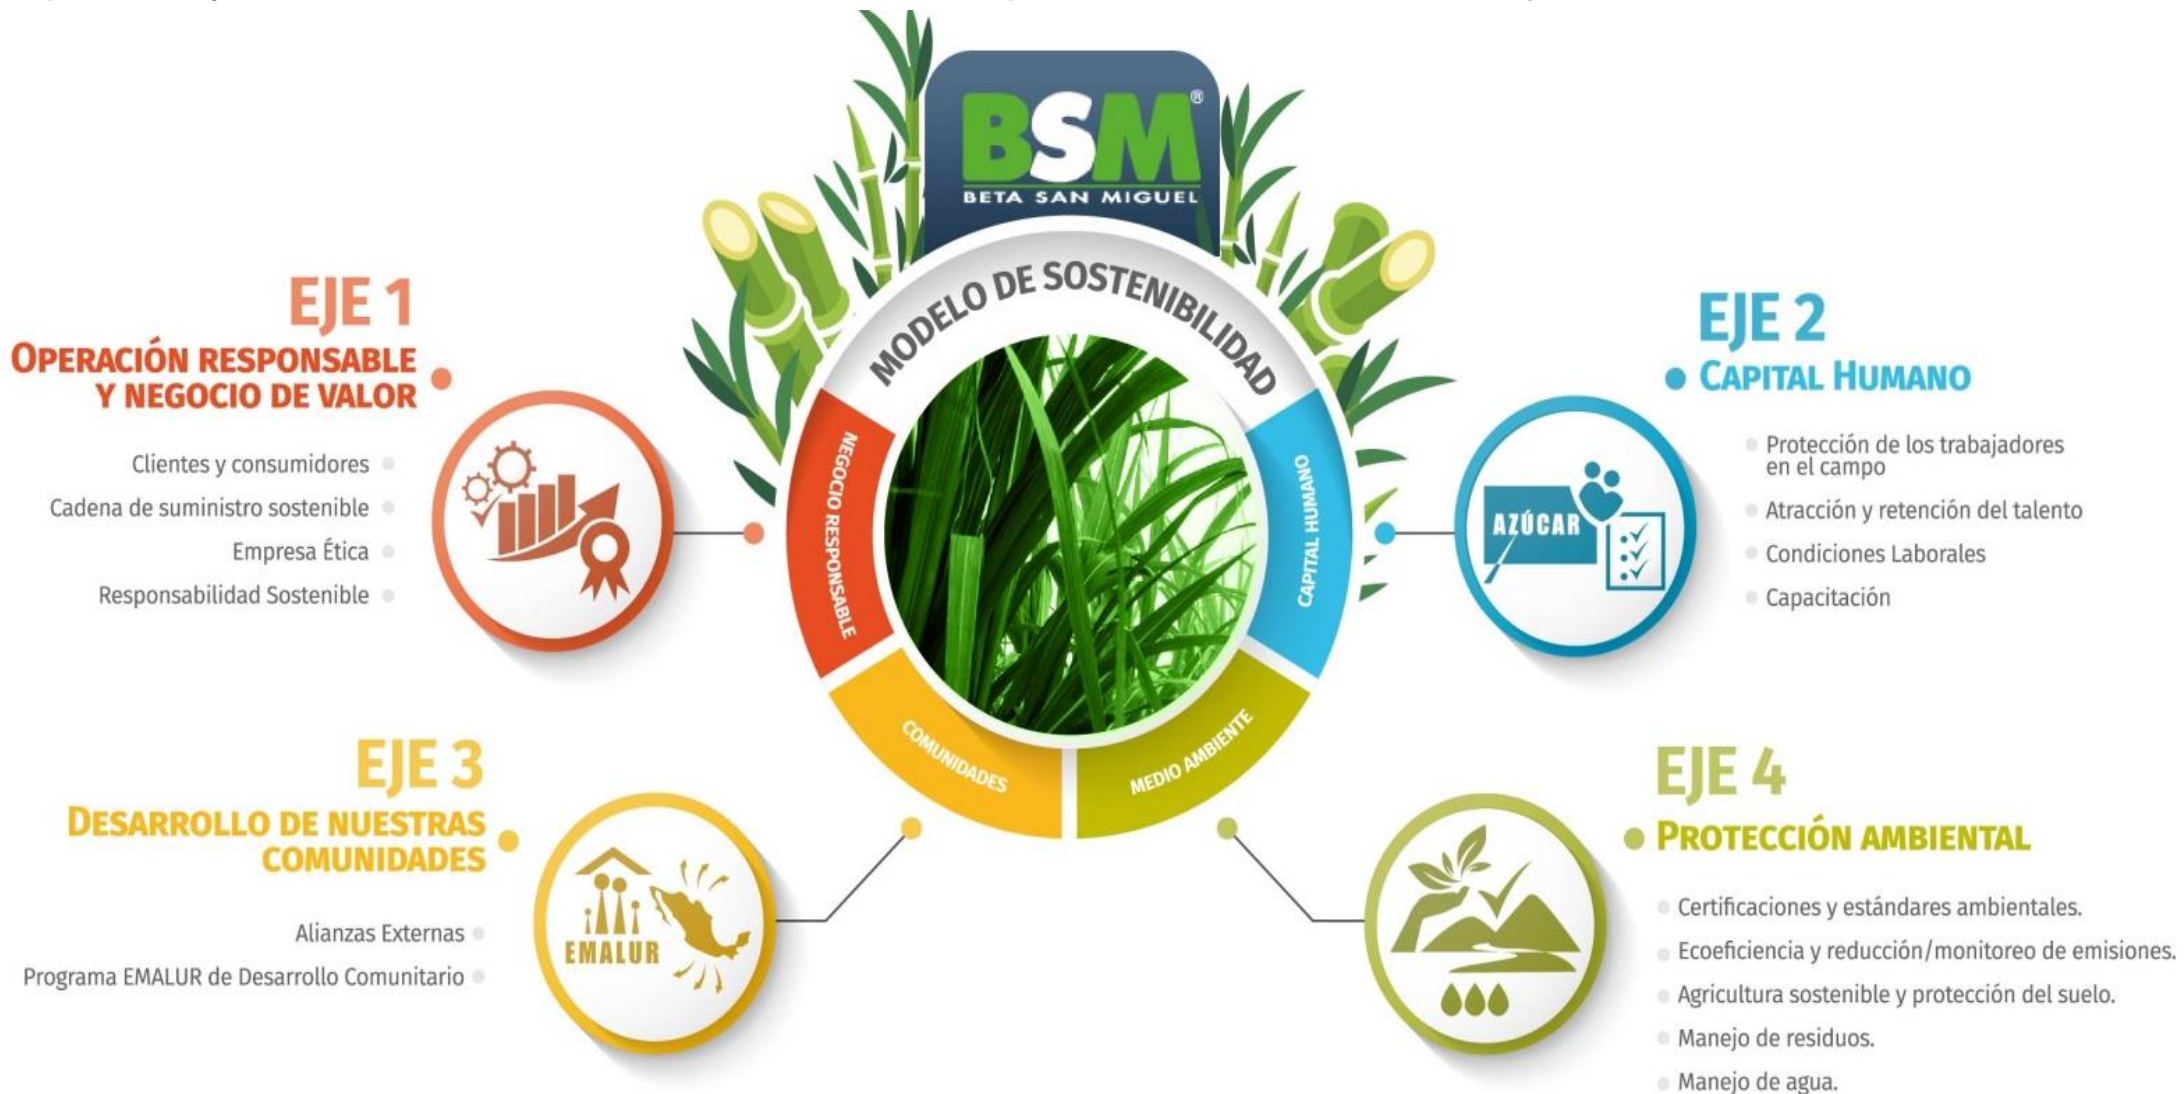 BSM®
BETA SAN MIGUEL
MODELO DE SOSTENIBILIDAD
NEGOCIO RESPONSABLE
CAPITAL HUMANO
COMUNIDADES
MEDIO AMBIENTE
EJE 1
OPERACIÓN RESPONSABLE
Y NEGOCIO DE VALOR
Clientes y consumidores
Cadena de suministro sostenible
Empresa Ética
Responsabilidad Sostenible
EJE 2
CAPITAL HUMANO
Protección de los trabajadores
en el campo
Atracción y retención del talento
Condiciones Laborales
Capacitación
AZÚCAR
EJE 3
DESARROLLO DE NUESTRAS
COMUNIDADES
Alianzas Externas
Programa EMALUR de Desarrollo Comunitario
EMALUR
EJE 4
PROTECCIÓN AMBIENTAL
Certificaciones y estándares ambientales.
Ecoeficiencia y reducción/monitoreo de emisiones.
Agricultura sostenible y protección del suelo.
Manejo de residuos.
Manejo de agua.